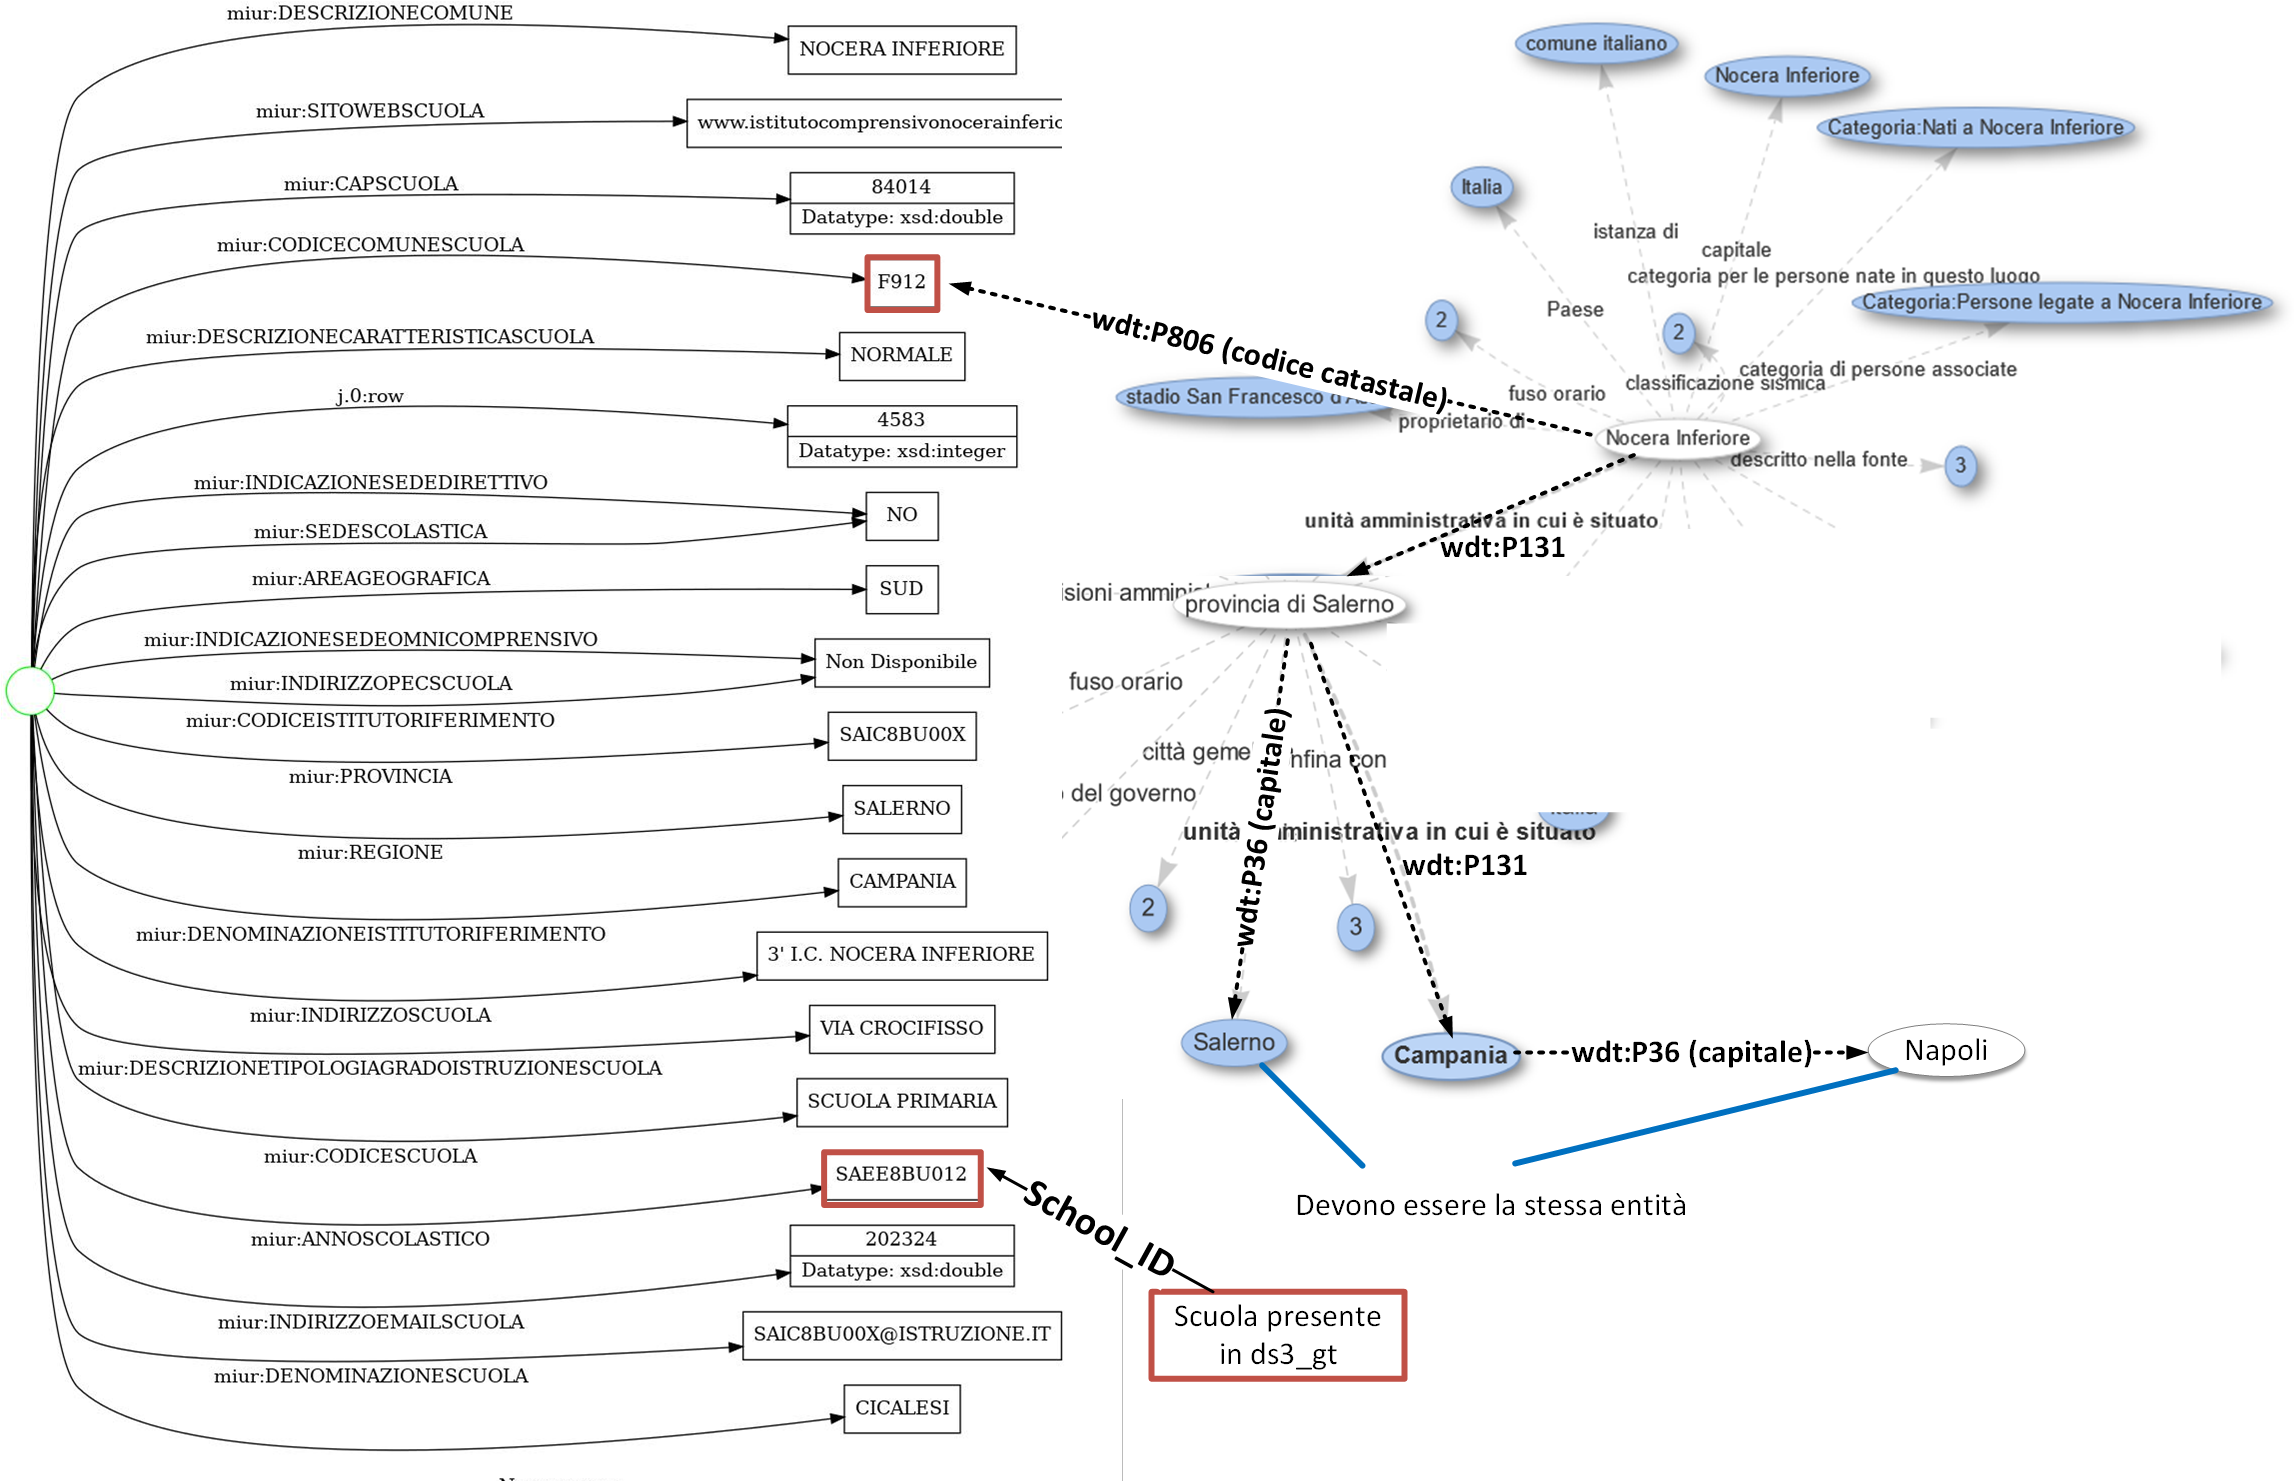 miur:DESCRIZIONECOMUNE
NOCERA INFERIORE
miur:SITOWEBSCUOLA
www.istitutocomprensivonocerainferio
miur:CAPSCUOLA
84014
Datatype: xsd:double
miur:CODICECOMUNESCUOLA
F912
miur:DESCRIZIONECARATTERISTICASCUOLA
NORMALE
j.0:row
4583
Datatype: xsd:integer
miur:INDICAZIONESEDEDIRETTIVO
NO
miur:SEDESCOLASTICA
miur:AREAGEOGRAFICA
SUD
miur:INDICAZIONESEDEOMNICOMPRENSIVO
Non Disponibile
miur:INDIRIZZOPECSCUOLA
miur:CODICEISTITUTORIFERIMENTO
SAIC8BU00X
miur:PROVINCIA
SALERNO
miur:REGIONE
CAMPANIA
miur:DENOMINAZIONEISTITUTORIFERIMENTO
3' I.C. NOCERA INFERIORE
miur:INDIRIZZOSCUOLA
VIA CROCIFISSO
miur:DESCRIZIONETIPOLOGIAGRADOISTRUZIONESCUOLA
SCUOLA PRIMARIA
miur:CODICESCUOLA
SAEE8BU012
miur:ANNOSCOLASTICO
202324
Datatype: xsd:double
miur:INDIRIZZOEMAILSCUOLA
SAIC8BU00X@ISTRUZIONE.IT
miur:DENOMINAZIONESCUOLA
CICALESI
comune italiano
Nocera Inferiore
Categoria:Nati a Nocera Inferiore
Italia
istanza di
capitale
categoria per le persone nate in questo luogo
Categoria:Persone legate a Nocera Inferiore
Paese
2
2
wdt:P806 (codice catastale)
categoria di persone associate
classificazione sismica
fuso orario
stadio San Francesco
proprietario di
Nocera Inferiore
descritto nella fonte
3
unità amministrativa in cui è situato
wdt:P131
provincia di Salerno
fuso orario
wdt:P36 (capitale)
città geme
nfina con
del governo
unità ministrativa in cui è situato
wdt:P131
2
3
Salerno
Campania
wdt:P36 (capitale)
Napoli
Devono essere la stessa entità
School_ID
Scuola presente
in ds3_gt